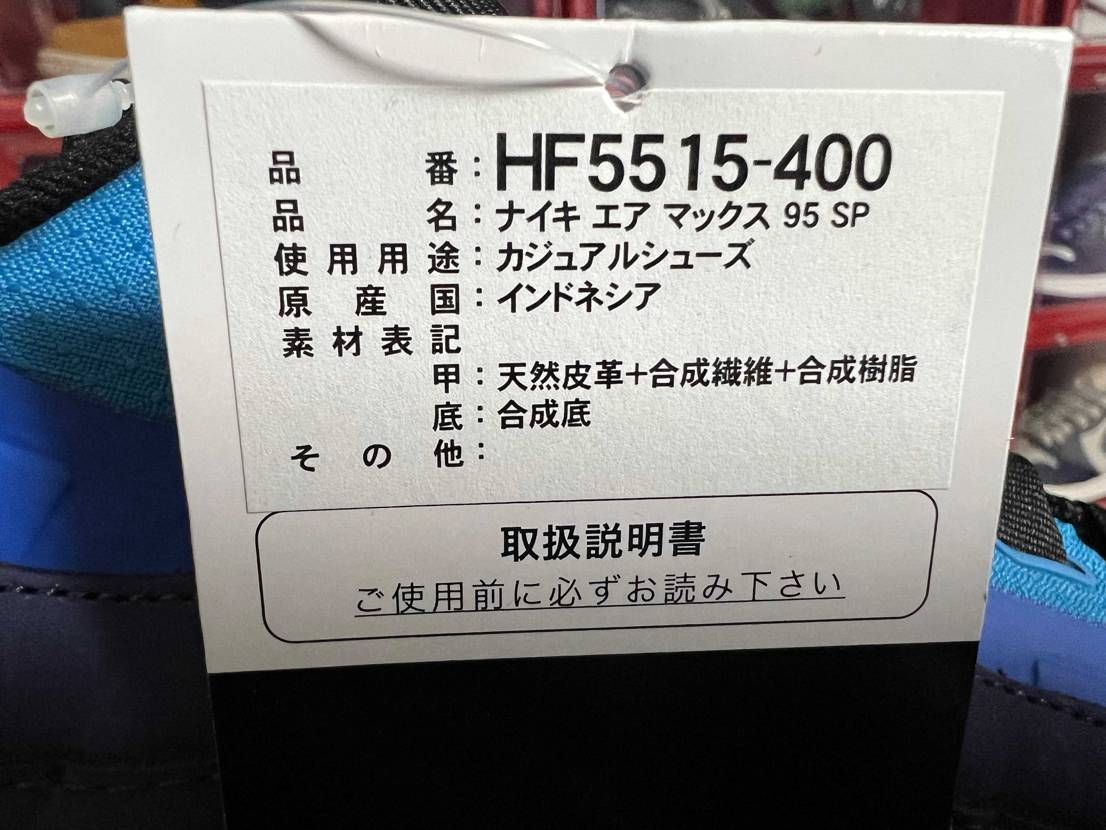 品番：HF5515-400
品名：ナイキ エア マックス 95 SP
使用用途：カジュアルシューズ
原産国：インドネシア
素材表記
甲：天然皮革+合成繊維+合成樹脂
底：合成底
その他：
取扱説明書
ご使用前に必ずお読み下さい